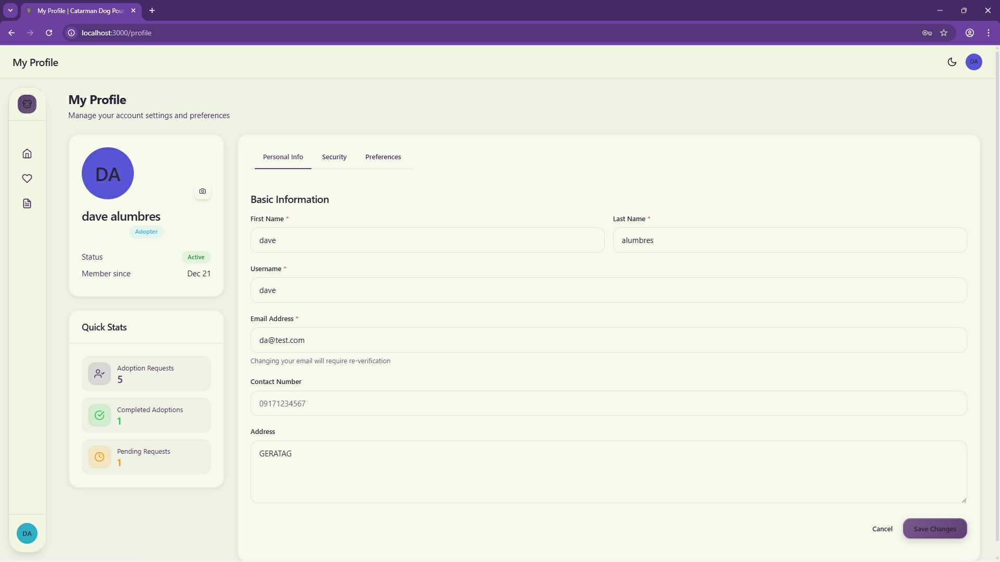 My Profile | Catarman Dog Pou
localhost:3000/profile
My Profile
DA
My Profile
Manage your account settings and preferences
DA
dave alumbres
Adopter
Status
Active
Member since
Dec 21
Quick Stats
Adoption Requests
5
Completed Adoptions
1
Pending Requests
1
DA
Personal Info
Security
Preferences
Basic Information
First Name *
dave
Last Name *
alumbres
Username *
dave
Email Address *
da@test.com
Changing your email will require re-verification
Contact Number
09171234567
Address
GERATAG
Cancel
Save Changes